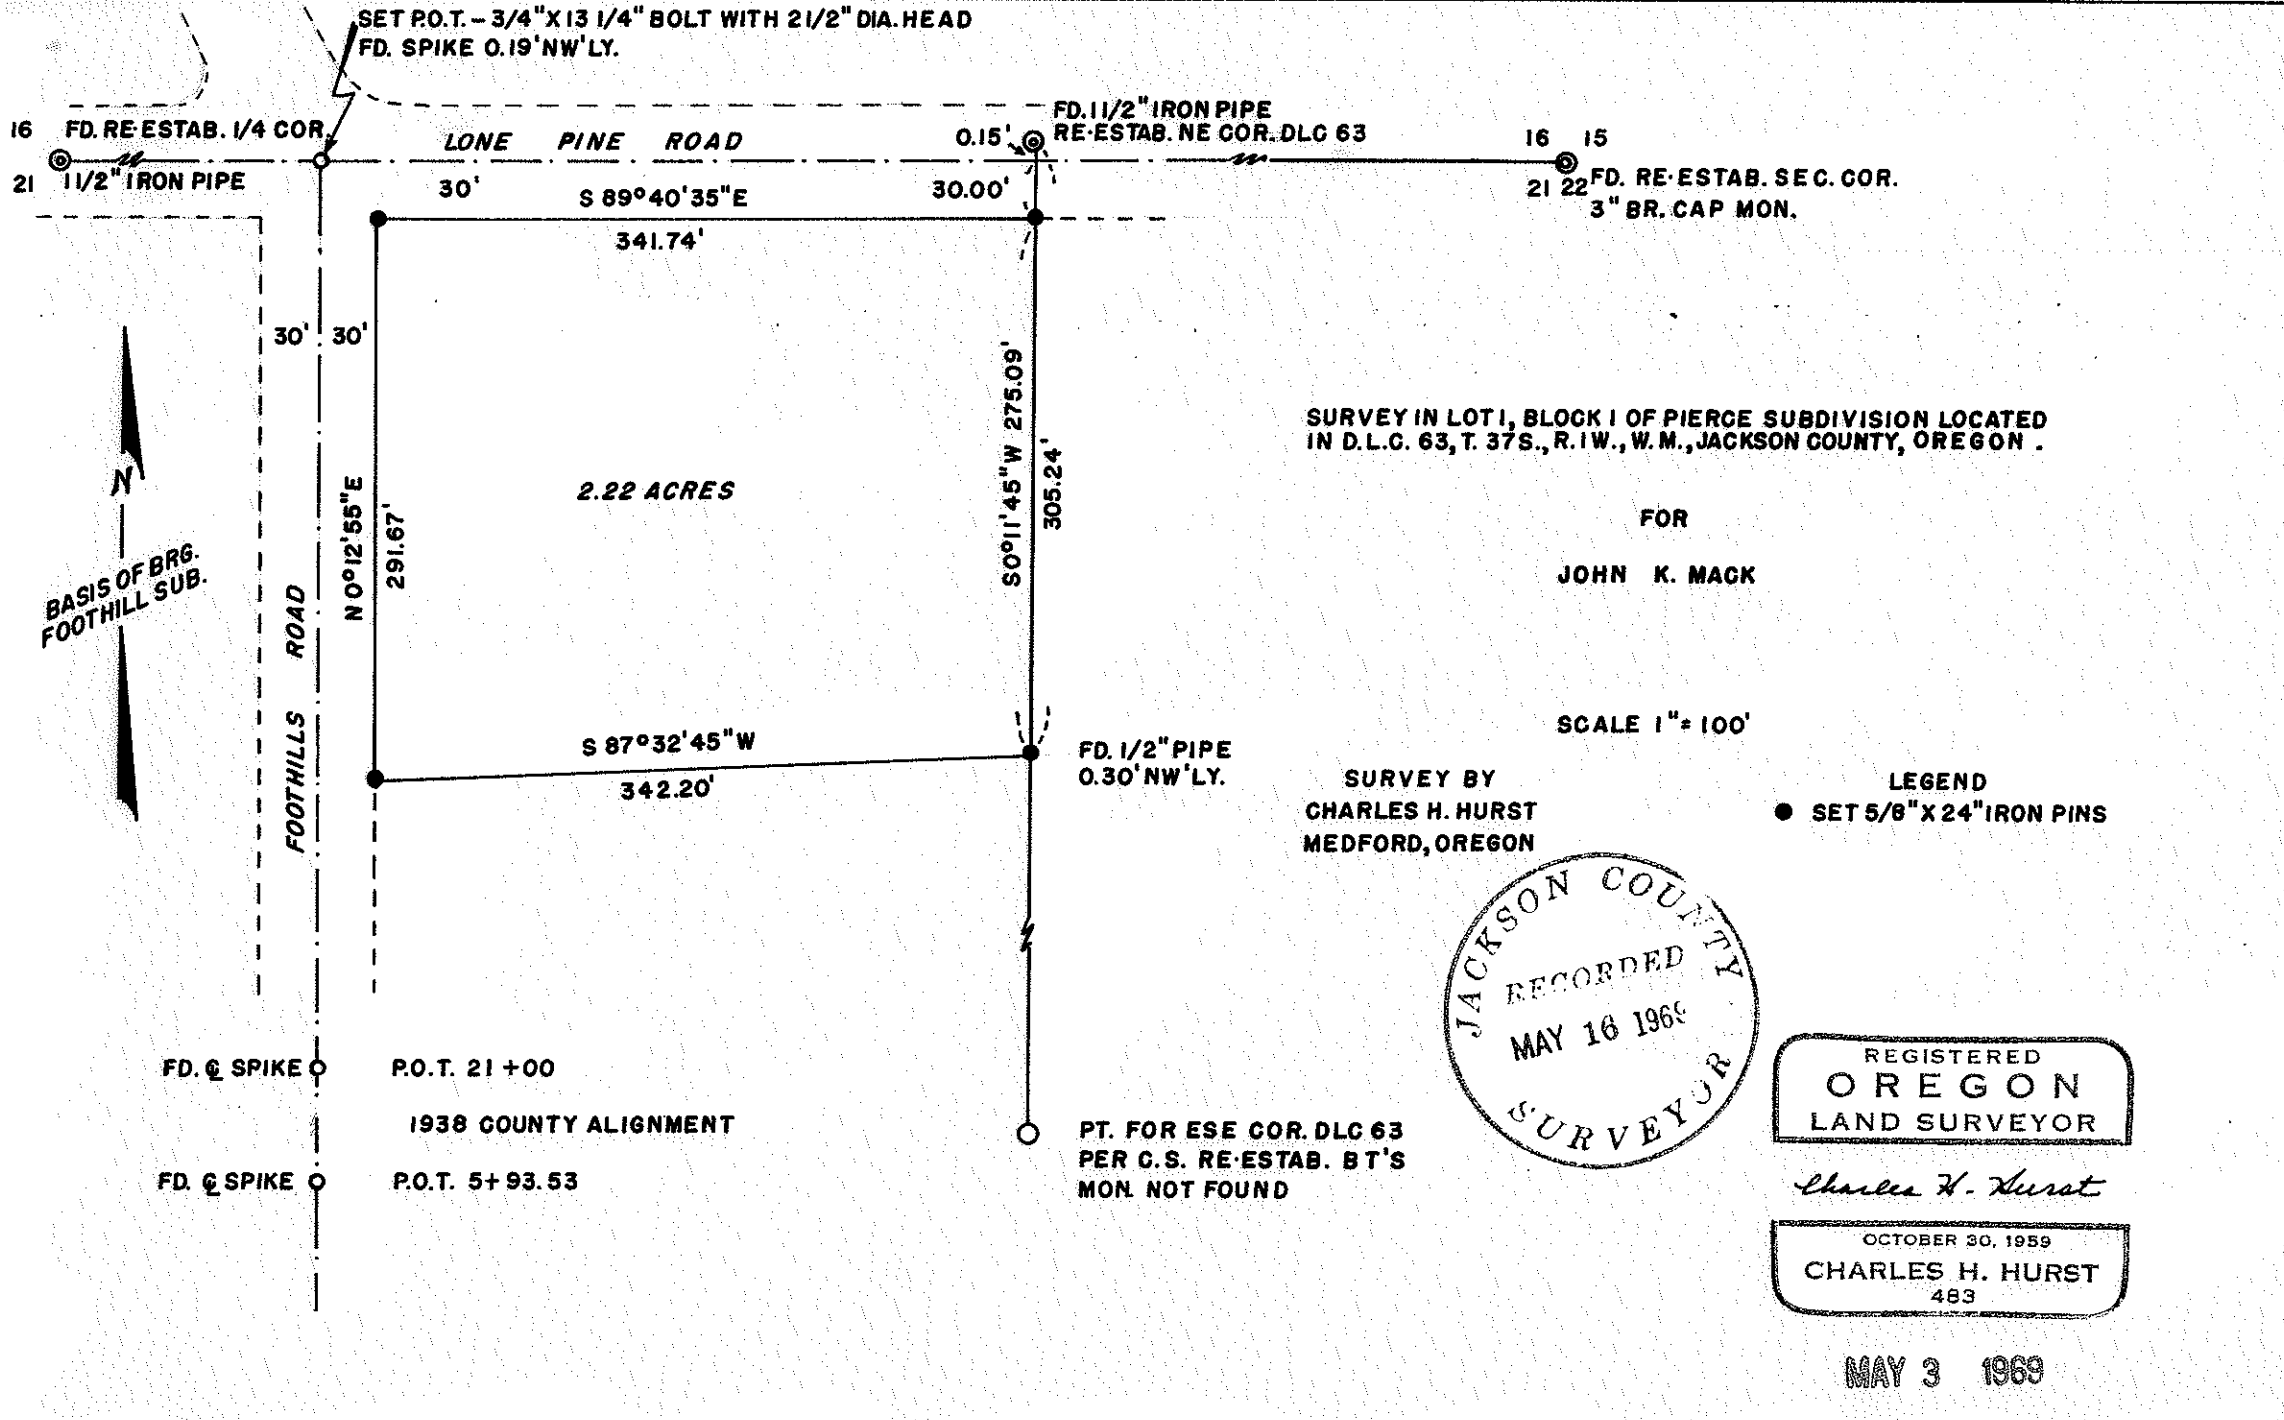 SET P.O.T. - 3/4" X 13 1/4" BOLT WITH 2 1/2" DIA. HEAD
FD. SPIKE 0.19' NW'LY.
16 FD. RE-ESTAB. 1/4 COR.
21 1 1/2" IRON PIPE
LONE PINE ROAD
0.15'
FD. 1 1/2" IRON PIPE
RE-ESTAB. NE COR. DLC 63
16 15
21 22
FD. RE-ESTAB. SEC. COR.
3" BR. CAP MON.
30'
S 89°40'35" E
30.00'
341.74'
30' 30'
N
BASIS OF BRG.
FOOTHILL SUB.
FOOTHILLS ROAD
N 0°12'55" E
291.67'
2.22 ACRES
S 0°11'45" W 275.09'
305.24'
S 87°32'45" W
342.20'
FD. 1/2" PIPE
0.30' NW'LY.
SURVEY IN LOT 1, BLOCK 1 OF PIERCE SUBDIVISION LOCATED
IN D.L.C. 63, T. 37S., R. 1W., W.M., JACKSON COUNTY, OREGON .
FOR
JOHN K. MACK
SCALE 1" = 100'
SURVEY BY
CHARLES H. HURST
MEDFORD, OREGON
LEGEND
SET 5/8" X 24" IRON PINS
FD. ℄ SPIKE P.O.T. 21+00
1938 COUNTY ALIGNMENT
FD. ℄ SPIKE P.O.T. 5+93.53
PT. FOR ESE COR. DLC 63
PER C.S. RE-ESTAB. BT'S
MON. NOT FOUND
JACKSON COUNTY
RECORDED
MAY 16 1969
SURVEYOR
REGISTERED
OREGON
LAND SURVEYOR
Charles H. Hurst
OCTOBER 30, 1959
CHARLES H. HURST
483
MAY 3 1969